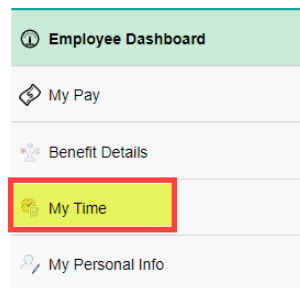 Employee Dashboard
My Pay
Benefit Details
My Time
My Personal Info